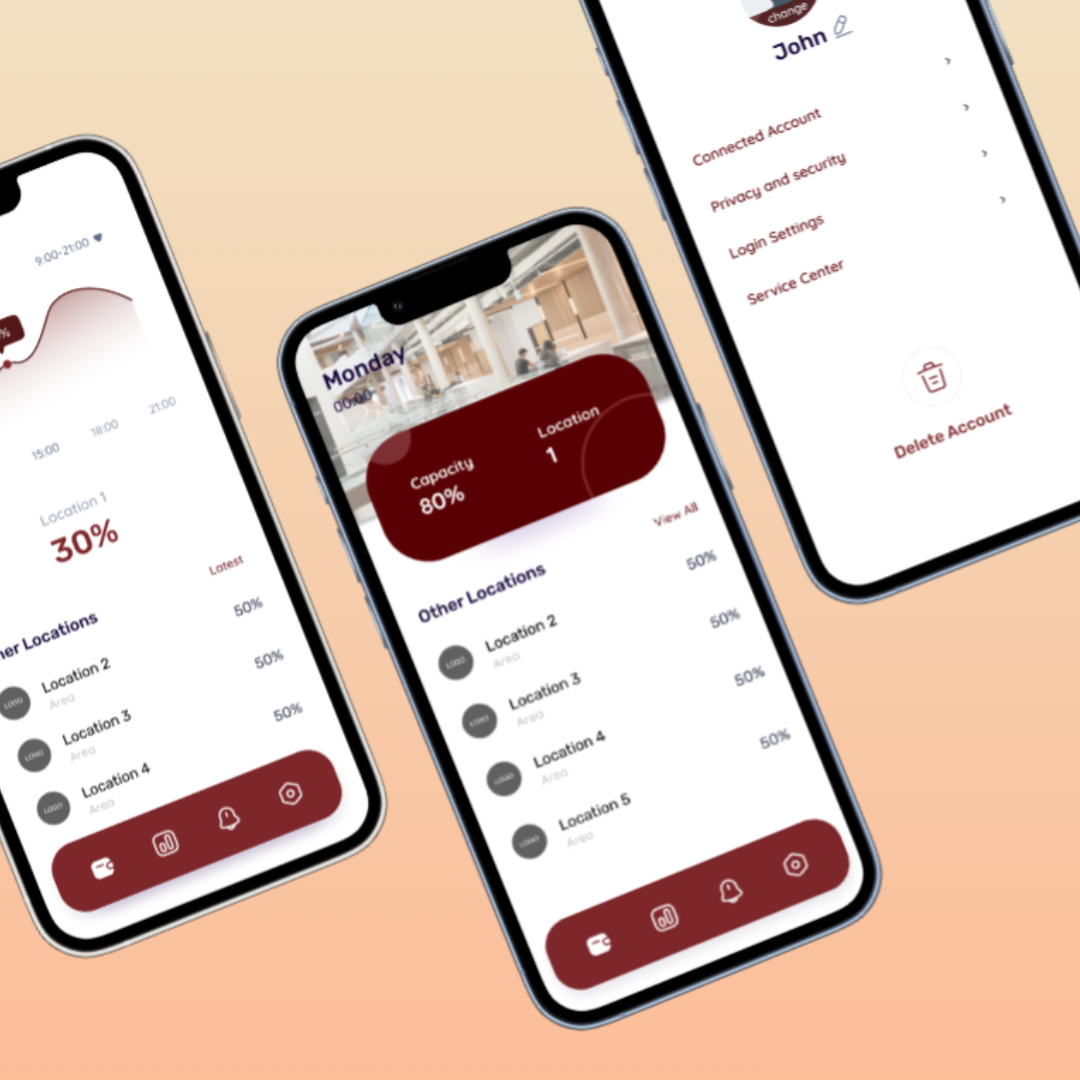 9:00-21:00
%
15:00
18:00
21:00
Location 1
30%
Latest
her Locations
50%
LOGO
Location 2
Area
50%
LOGO
Location 3
Area
50%
LOGO
Location 4
Area
Monday
00:00
Capacity
80%
Location
1
View All
Other Locations
50%
LOGO
Location 2
Area
50%
LOGO
Location 3
Area
50%
LOGO
Location 4
Area
50%
LOGO
Location 5
Area
change
John
Connected Account
Privacy and security
Login Settings
Service Center
Delete Account